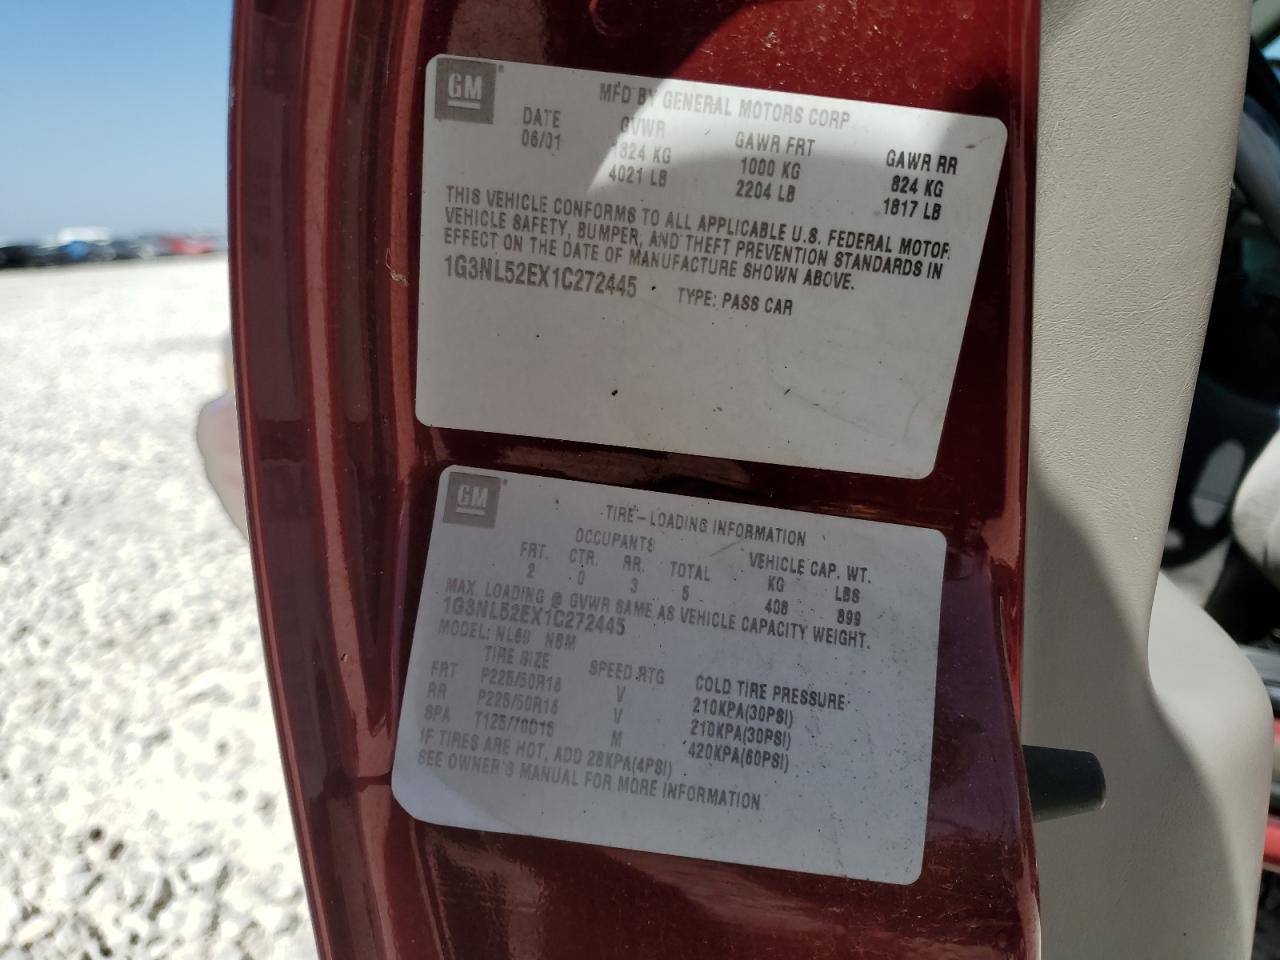 GM
MFD BY GENERAL MOTORS CORP
DATE GVWR GAWR FRT GAWR RR
06/01 1824 KG 1000 KG 824 KG
4021 LB 2204 LB 1817 LB
THIS VEHICLE CONFORMS TO ALL APPLICABLE U.S. FEDERAL MOTOR
VEHICLE SAFETY, BUMPER, AND THEFT PREVENTION STANDARDS IN
EFFECT ON THE DATE OF MANUFACTURE SHOWN ABOVE.
1G3NL52EX1C272445 TYPE: PASS CAR
GM
TIRE-LOADING INFORMATION
OCCUPANTS VEHICLE CAP. WT.
FRT. CTR. RR. TOTAL KG LBS
2 0 3 5 408 899
MAX. LOADING @ GVWR SAME AS VEHICLE CAPACITY WEIGHT.
1G3NL52EX1C272445
MODEL: NL69 NBM
TIRE SIZE SPEED RTG COLD TIRE PRESSURE
FRT P225/50R16 V 210KPA(30PSI)
RR P225/50R16 V 210KPA(30PSI)
SPA T125/70D15 M 420KPA(60PSI)
IF TIRES ARE HOT, ADD 28KPA(4PSI)
SEE OWNER'S MANUAL FOR MORE INFORMATION